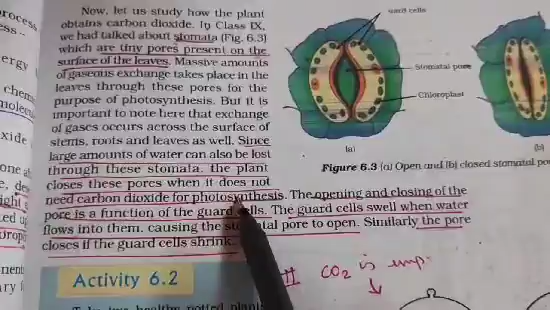 Now, let us study how the plant
obtains carbon dioxide. In Class IX,
we had talked about stomata (Fig. 6.3)
which are tiny pores present on the
surface of the leaves. Massive amounts
of gaseous exchange takes place in the
leaves through these pores for the
purpose of photosynthesis. But it is
important to note here that exchange
of gases occurs across the surface of
stems, roots and leaves as well. Since
large amounts of water can also be lost
through these stomata, the plant
closes these pores when it does not
need carbon dioxide for photosynthesis. The opening and closing of the
pore is a function of the guard cells. The guard cells swell when water
flows into them, causing the stomatal pore to open. Similarly the pore
closes if the guard cells shrink.
cells
Stomatal pore
Chloroplast
(a)
(b)
Figure 6.3 (a) Open and (b) closed stomatal
Activity 6.2
CO2 is imp.